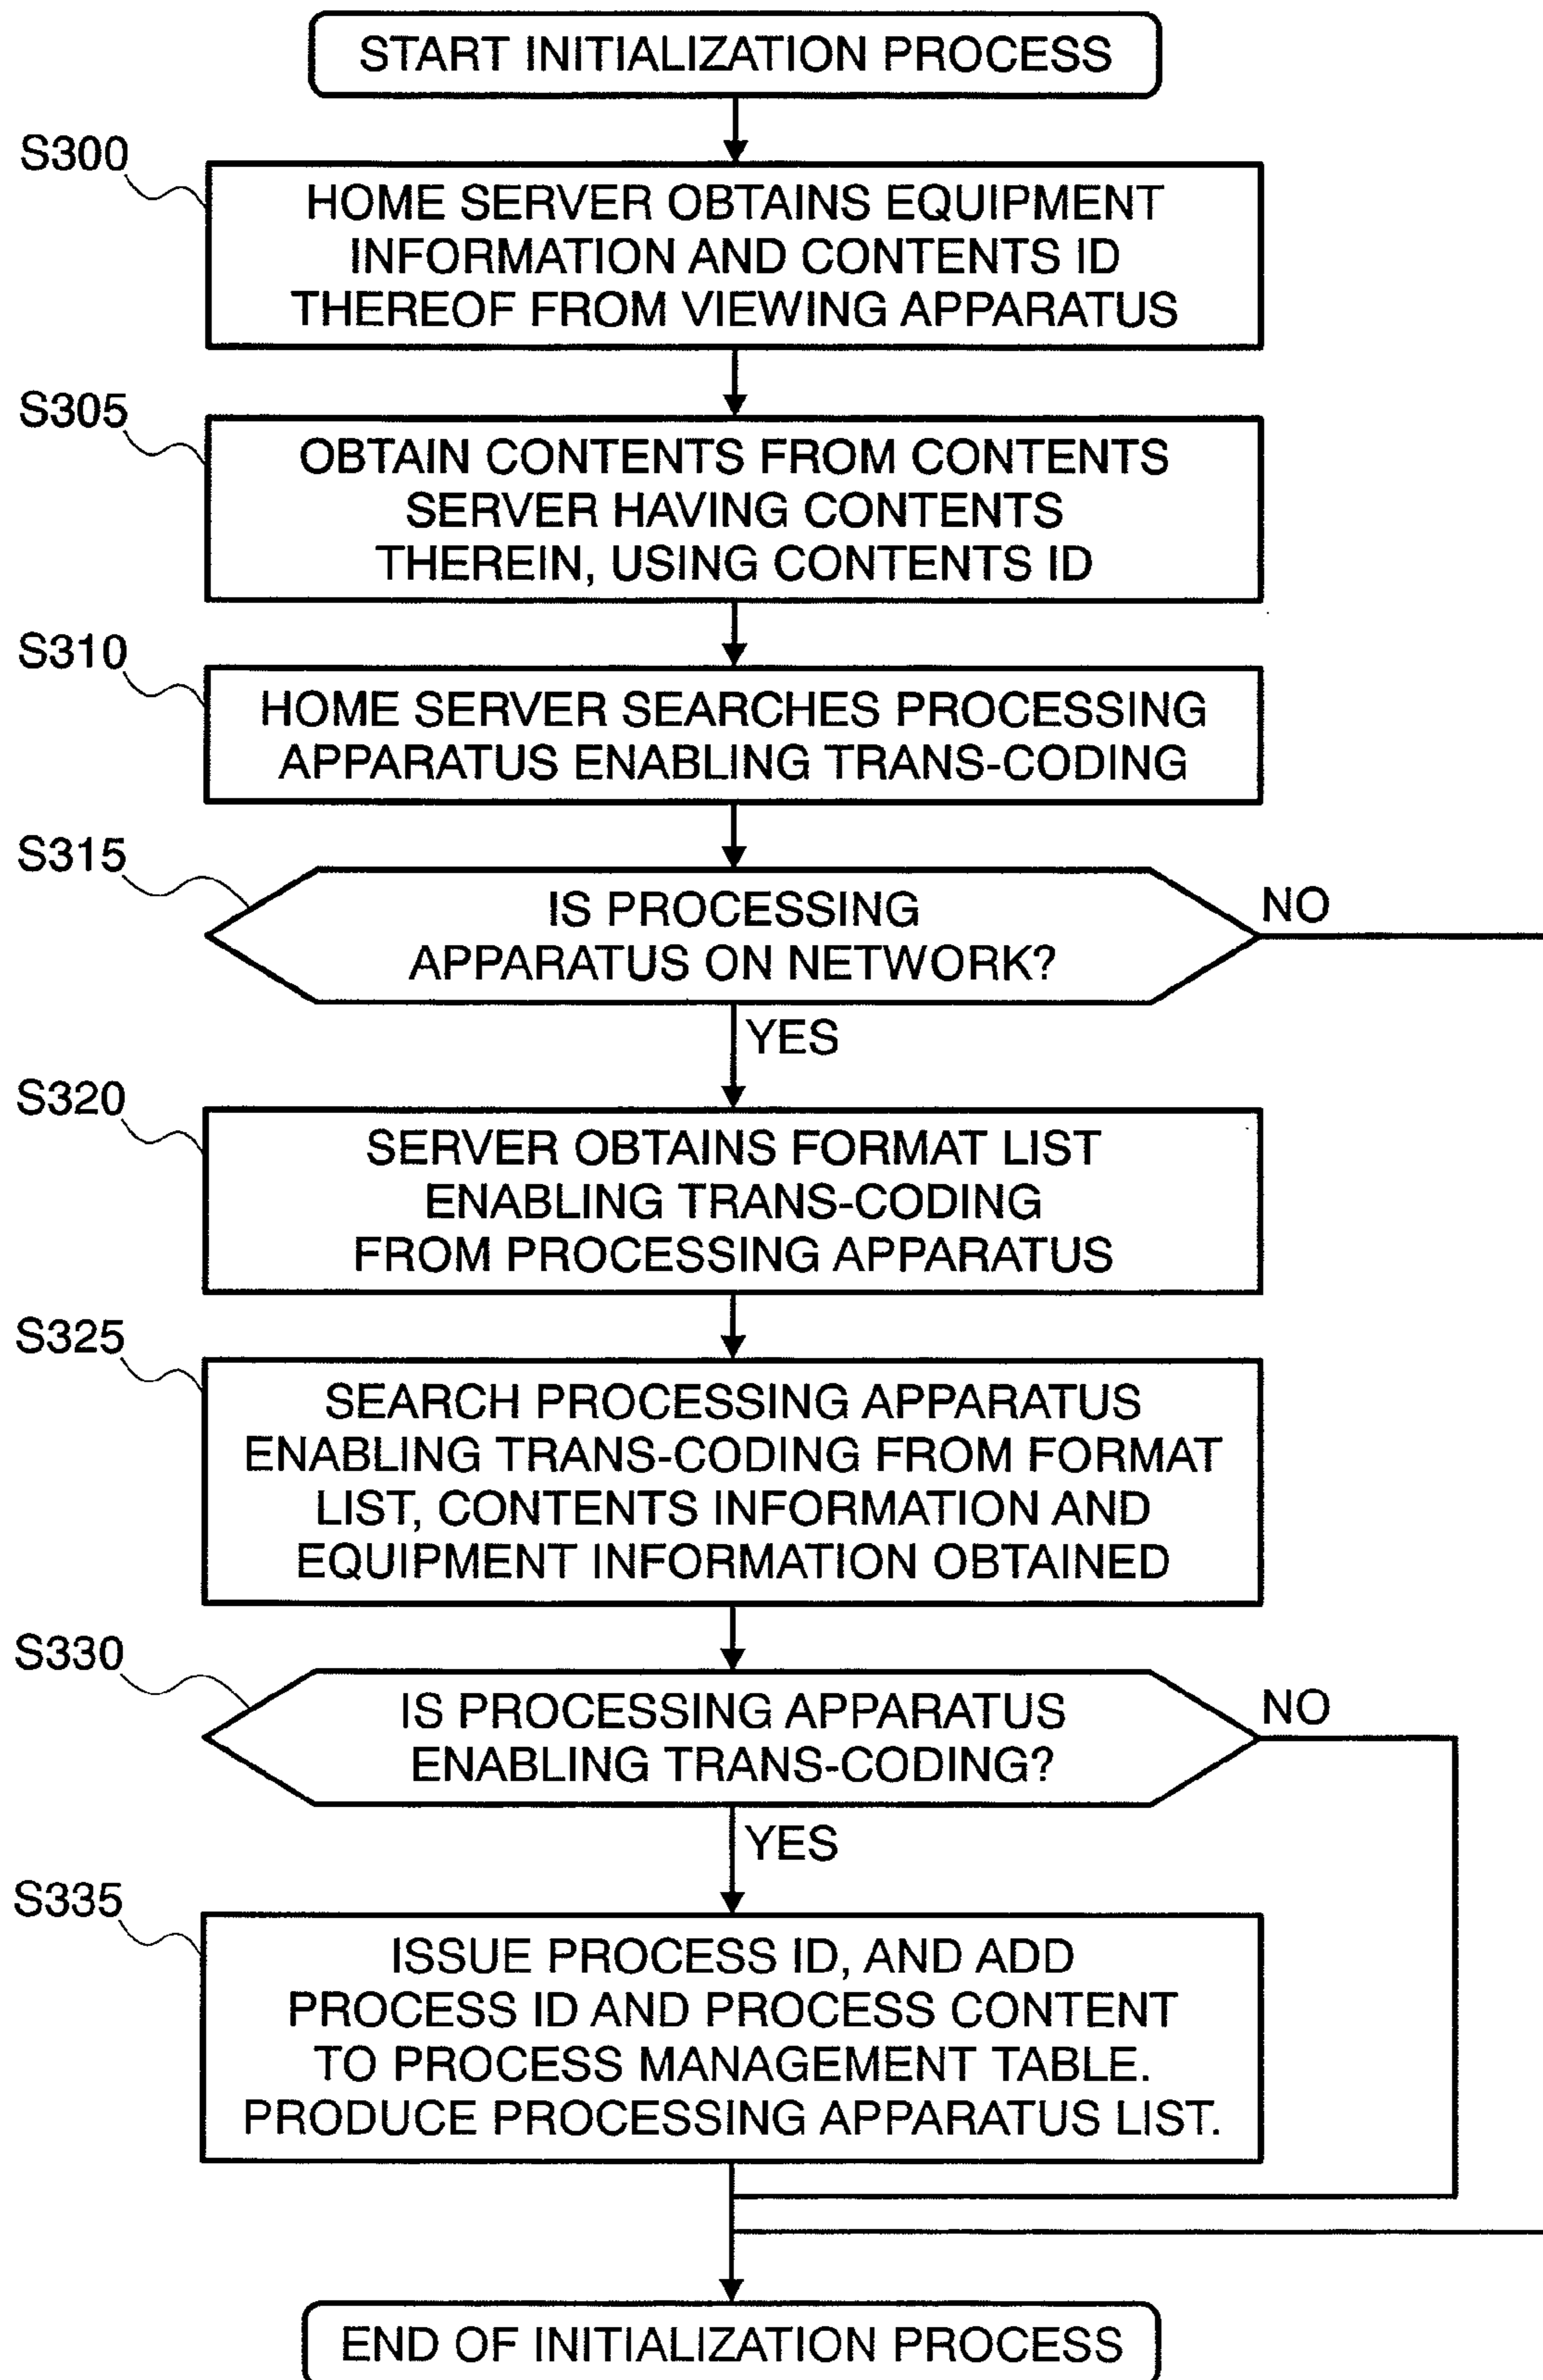 START INITIALIZATION PROCESS
S300
HOME SERVER OBTAINS EQUIPMENT
INFORMATION AND CONTENTS ID
THEREOF FROM VIEWING APPARATUS
S305
OBTAIN CONTENTS FROM CONTENTS
SERVER HAVING CONTENTS
THEREIN, USING CONTENTS ID
S310
HOME SERVER SEARCHES PROCESSING
APPARATUS ENABLING TRANS-CODING
S315
IS PROCESSING
APPARATUS ON NETWORK?
NO
YES
S320
SERVER OBTAINS FORMAT LIST
ENABLING TRANS-CODING
FROM PROCESSING APPARATUS
S325
SEARCH PROCESSING APPARATUS
ENABLING TRANS-CODING FROM FORMAT
LIST, CONTENTS INFORMATION AND
EQUIPMENT INFORMATION OBTAINED
S330
IS PROCESSING APPARATUS
ENABLING TRANS-CODING?
NO
YES
S335
ISSUE PROCESS ID, AND ADD
PROCESS ID AND PROCESS CONTENT
TO PROCESS MANAGEMENT TABLE.
PRODUCE PROCESSING APPARATUS LIST.
END OF INITIALIZATION PROCESS